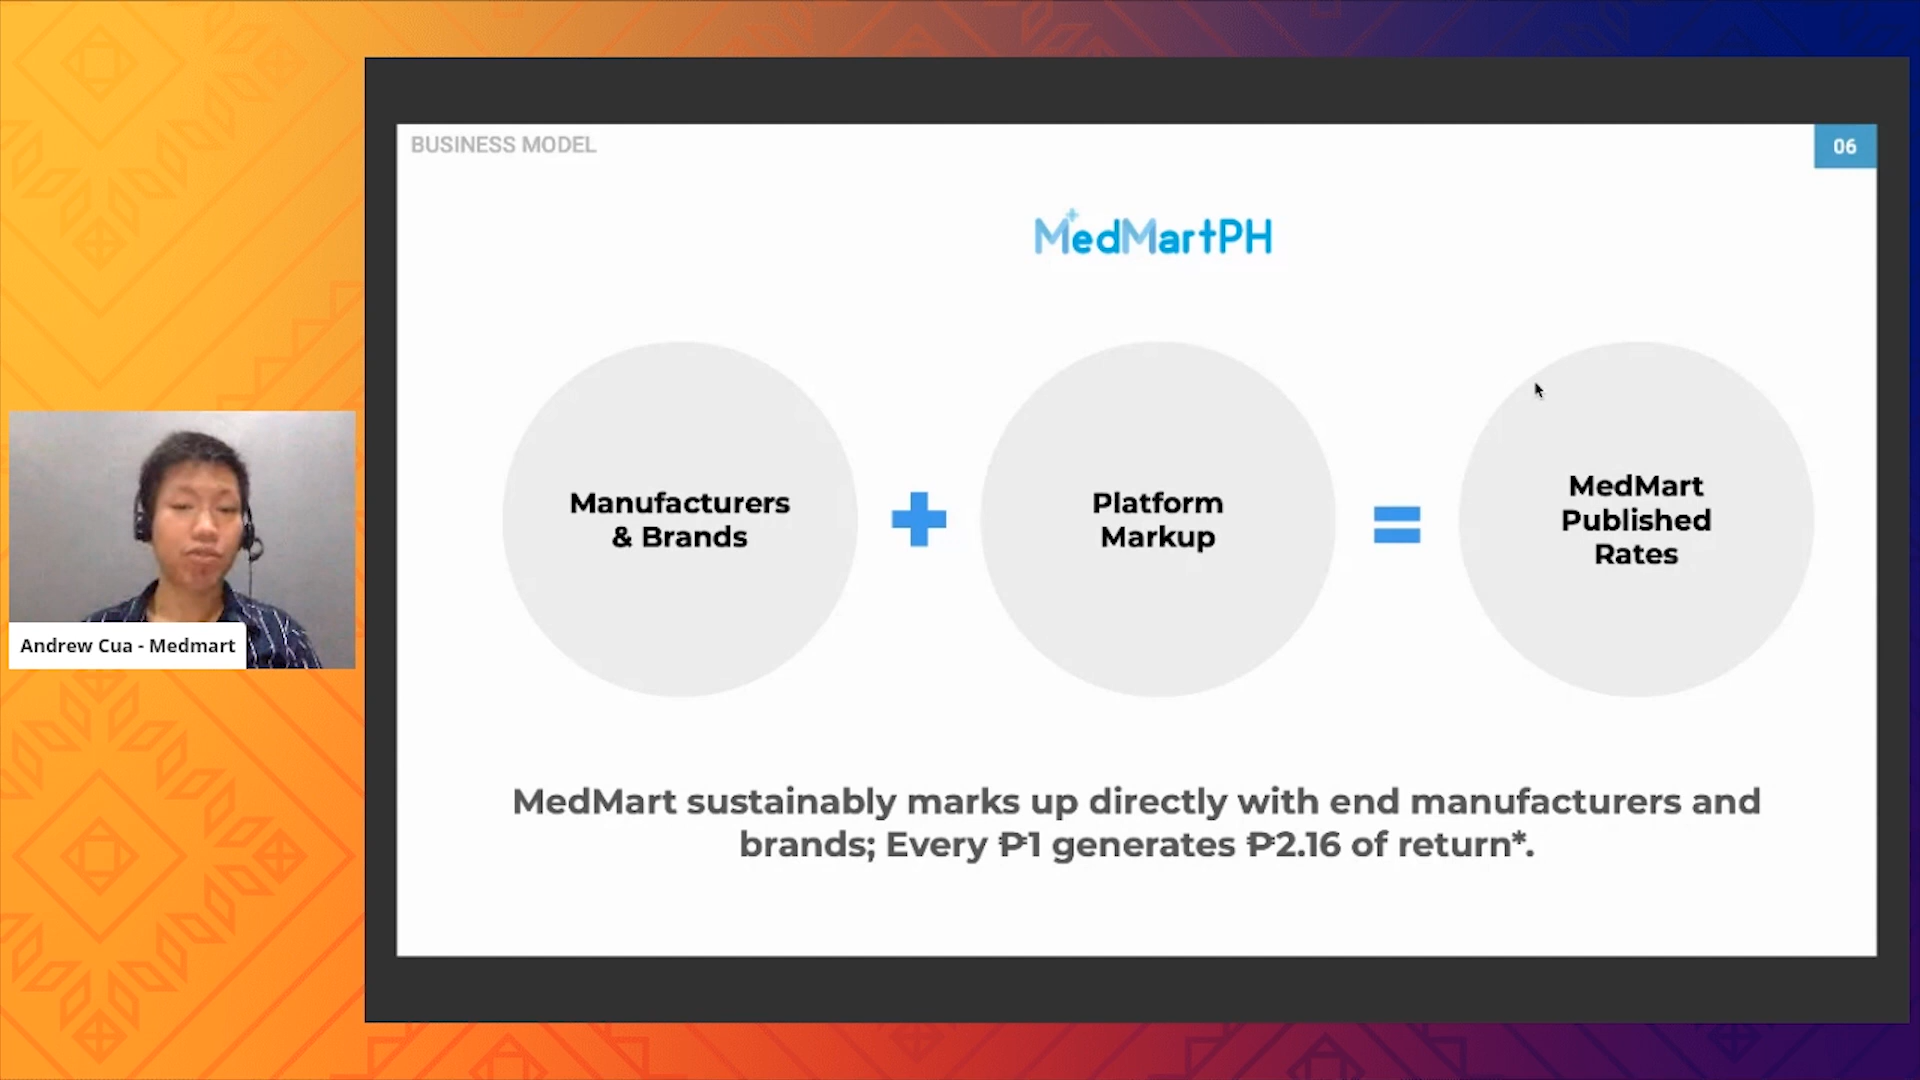 BUSINESS MODEL
06
MedMartPH
Manufacturers
& Brands
Platform
Markup
MedMart
Published
Rates
MedMart sustainably marks up directly with end manufacturers and
brands; Every ₱1 generates ₱2.16 of return*.
Andrew Cua - Medmart